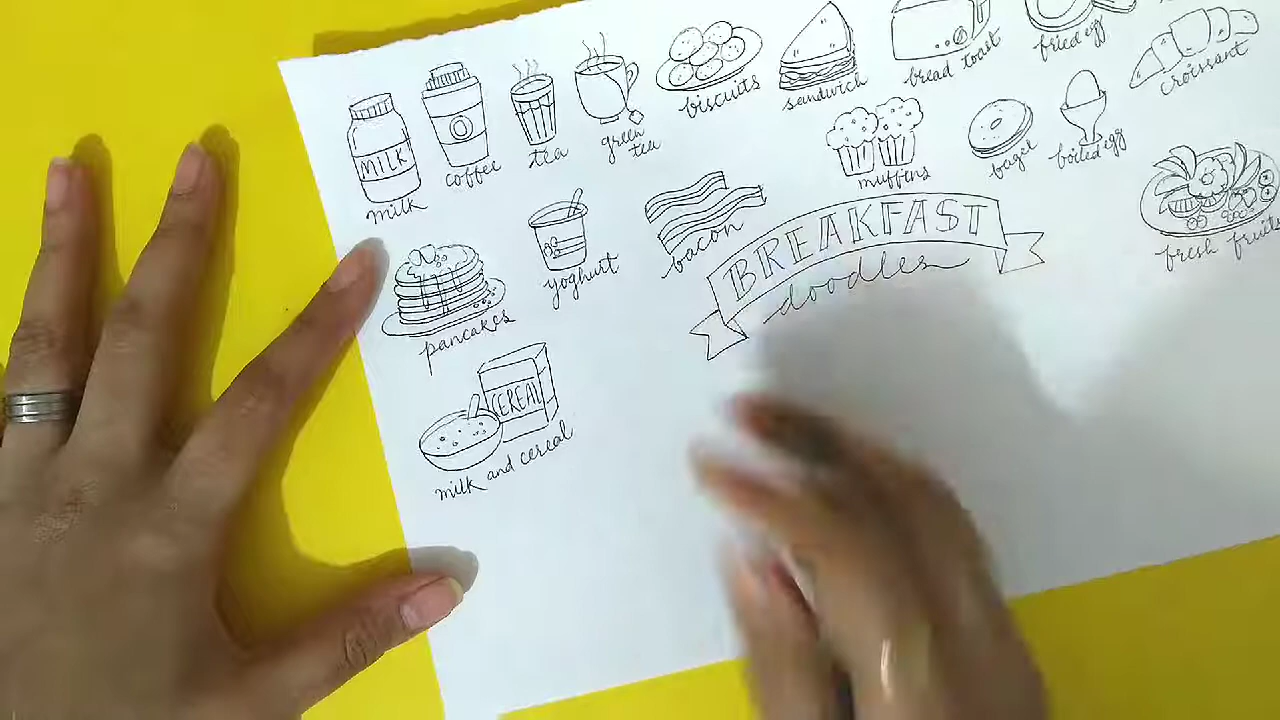 MILK
milk
coffee
tea
green
tea
biscuits
sandwich
bread toast
fried egg
croissant
muffins
bagel
boiled egg
fresh fruits
pancakes
yoghurt
bacon
BREAKFAST
doodles
CEREAL
milk and cereal